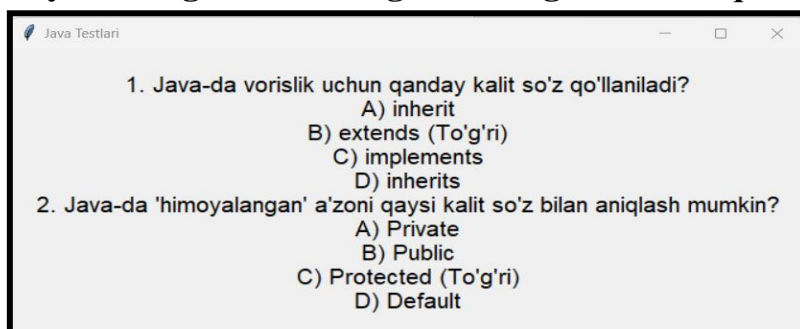 Java Testlari
1. Java-da vorislik uchun qanday kalit so'z qo'llaniladi?
A) inherit
B) extends (To'g'ri)
C) implements
D) inherits
2. Java-da 'himoyalangan' a'zoni qaysi kalit so'z bilan aniqlash mumkin?
A) Private
B) Public
C) Protected (To'g'ri)
D) Default